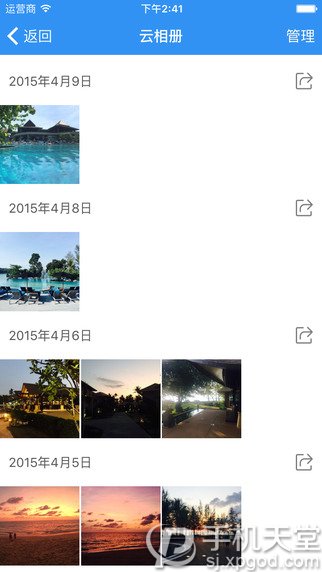 运营商 下午2:41
返回 云相册 管理
2015年4月9日
2015年4月8日
2015年4月6日
2015年4月5日
手机天堂
sj.xpgod.com